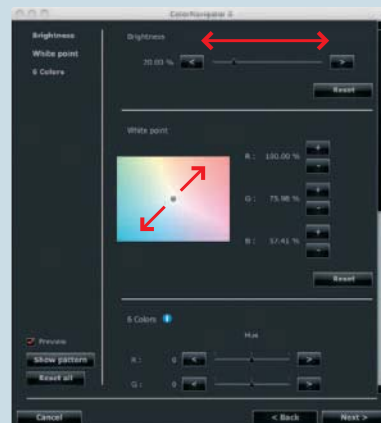 ColorNavigator 6
Brightness
White point
6 Colors
Brightness
20.00 % < >
Reset
White point
R : 100.00 %
+
-
G : 75.98 %
+
-
B : 57.41 %
+
-
Reset
6 Colors i
Hue
R : 0 < >
G : 0 < >
Preview
Show pattern
Reset all
Cancel
< Back
Next >